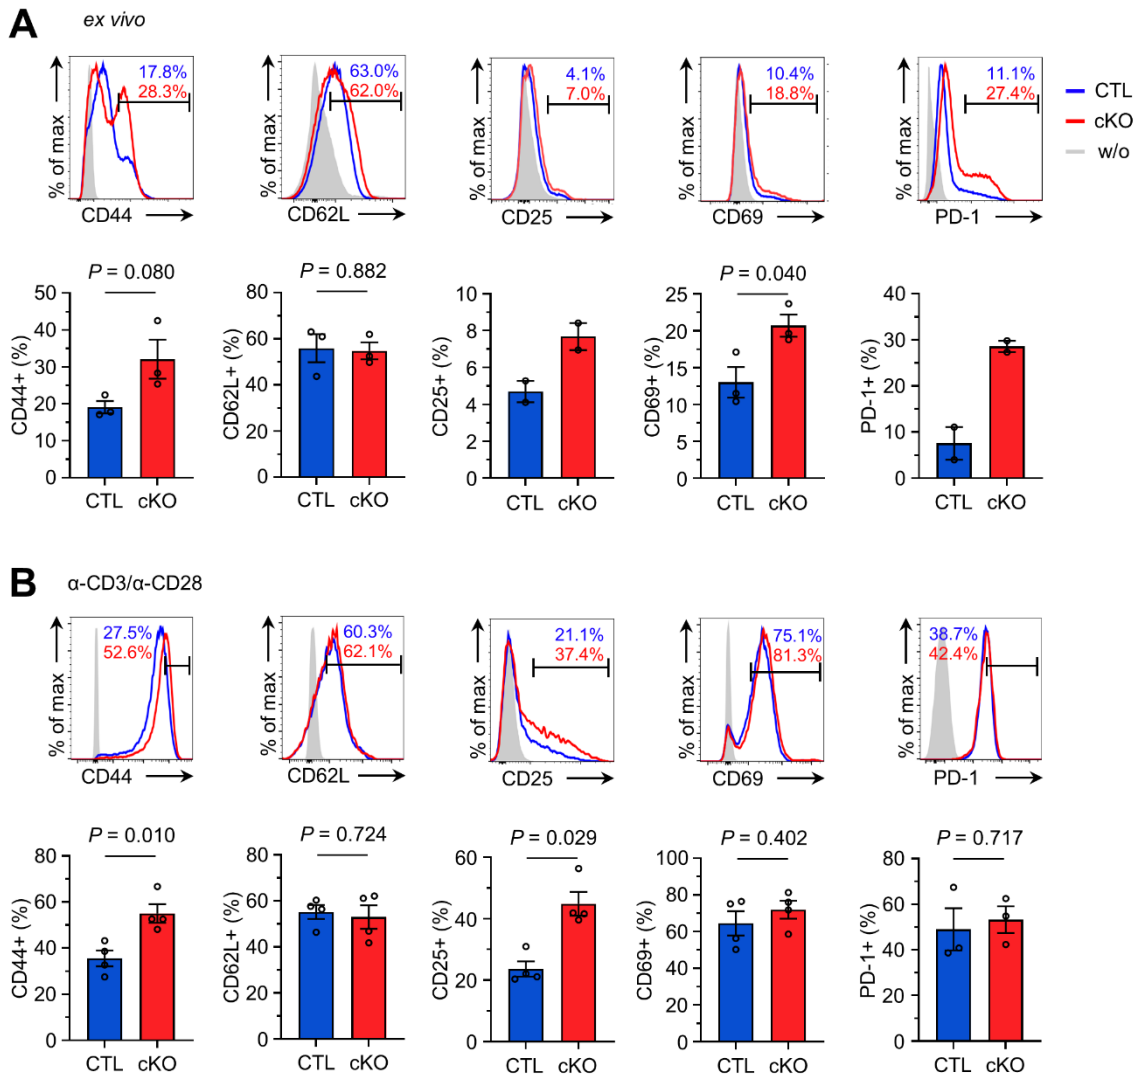 A
ex vivo
17.8%
28.3%
% of max
CD44
63.0%
62.0%
% of max
CD62L
4.1%
7.0%
% of max
CD25
10.4%
18.8%
% of max
CD69
11.1%
27.4%
% of max
PD-1
CTL
cKO
w/o
P = 0.080
CD44+ (%)
50
40
30
20
10
0
CTL cKO
P = 0.882
CD62L+ (%)
80
60
40
20
0
CTL cKO
CD25+ (%)
8
6
4
2
0
CTL cKO
P = 0.040
CD69+ (%)
25
20
15
10
5
0
CTL cKO
PD-1+ (%)
40
30
20
10
0
CTL cKO
B
α-CD3/α-CD28
27.5%
52.6%
% of max
CD44
60.3%
62.1%
% of max
CD62L
21.1%
37.4%
% of max
CD25
75.1%
81.3%
% of max
CD69
38.7%
42.4%
% of max
PD-1
P = 0.010
CD44+ (%)
80
60
40
20
0
CTL cKO
P = 0.724
CD62L+ (%)
80
60
40
20
0
CTL cKO
P = 0.029
CD25+ (%)
60
40
20
0
CTL cKO
P = 0.402
CD69+ (%)
100
80
60
40
20
0
CTL cKO
P = 0.717
PD-1+ (%)
80
60
40
20
0
CTL cKO